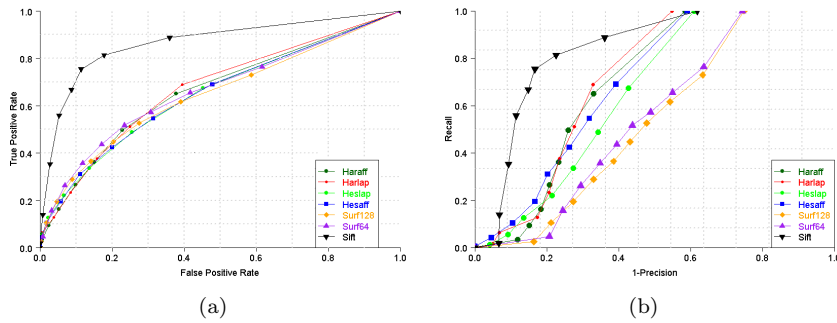 1.0
0.8
0.6
0.4
0.2
0.0
True Positive Rate
0.0 0.2 0.4 0.6 0.8 1.0
False Positive Rate
Haraff
Harlap
Heslap
Hesaff
Surf128
Surf64
Sift
(a)
1.0
0.8
0.6
0.4
0.2
0.0
Recall
0.0 0.2 0.4 0.6 0.8 1.0
1-Precision
Haraff
Harlap
Heslap
Hesaff
Surf128
Surf64
Sift
(b)